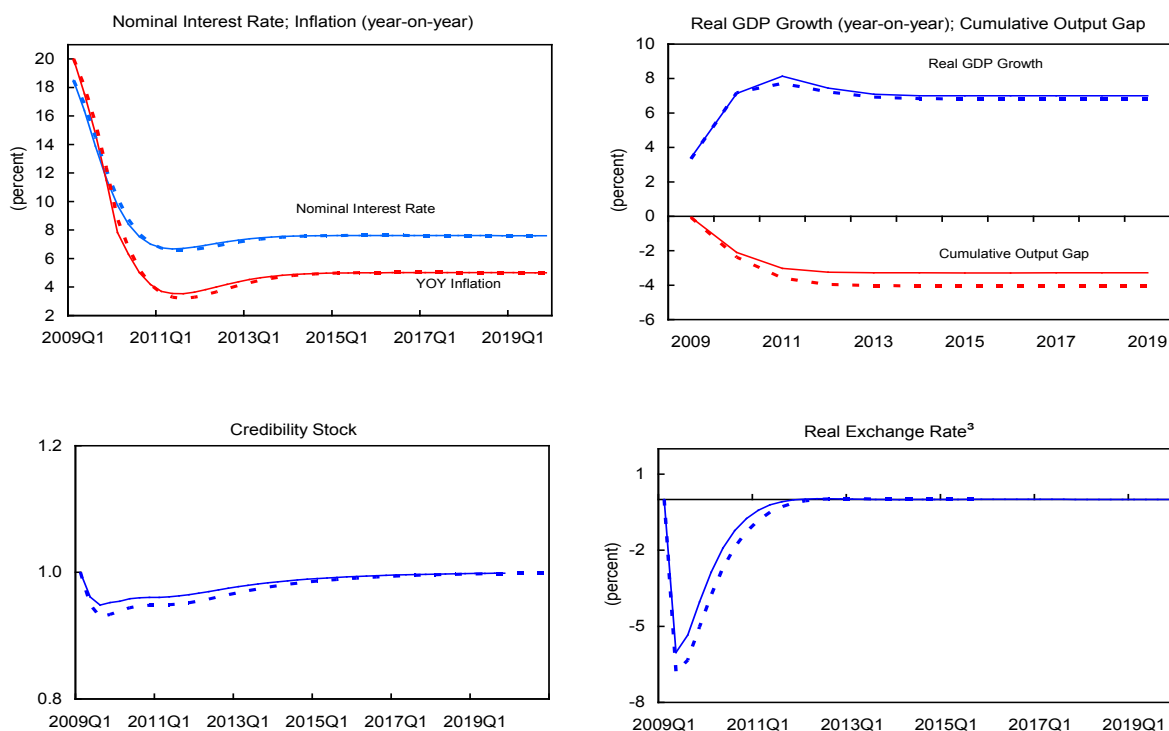 Nominal Interest Rate; Inflation (year-on-year)
20
18
16
14
12
10
8
6
4
2
(percent)
Nominal Interest Rate
YOY Inflation
2009Q1 2011Q1 2013Q1 2015Q1 2017Q1 2019Q1
Real GDP Growth (year-on-year); Cumulative Output Gap
10
8
6
4
2
0
-2
-4
-6
(percent)
Real GDP Growth
Cumulative Output Gap
2009 2011 2013 2015 2017 2019
Credibility Stock
1.2
1.0
0.8
2009Q1 2011Q1 2013Q1 2015Q1 2017Q1 2019Q1
Real Exchange Rate³
1
-2
-5
-8
(percent)
2009Q1 2011Q1 2013Q1 2015Q1 2017Q1 2019Q1